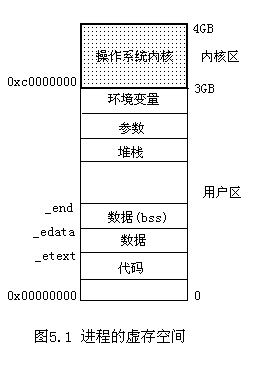 4GB
操作系统内核 内核区
0xc0000000 3GB
环境变量
参数
堆栈
用户区
_end
数据(bss)
_edata
数据
_etext
代码
0x00000000 0
图5.1 进程的虚存空间